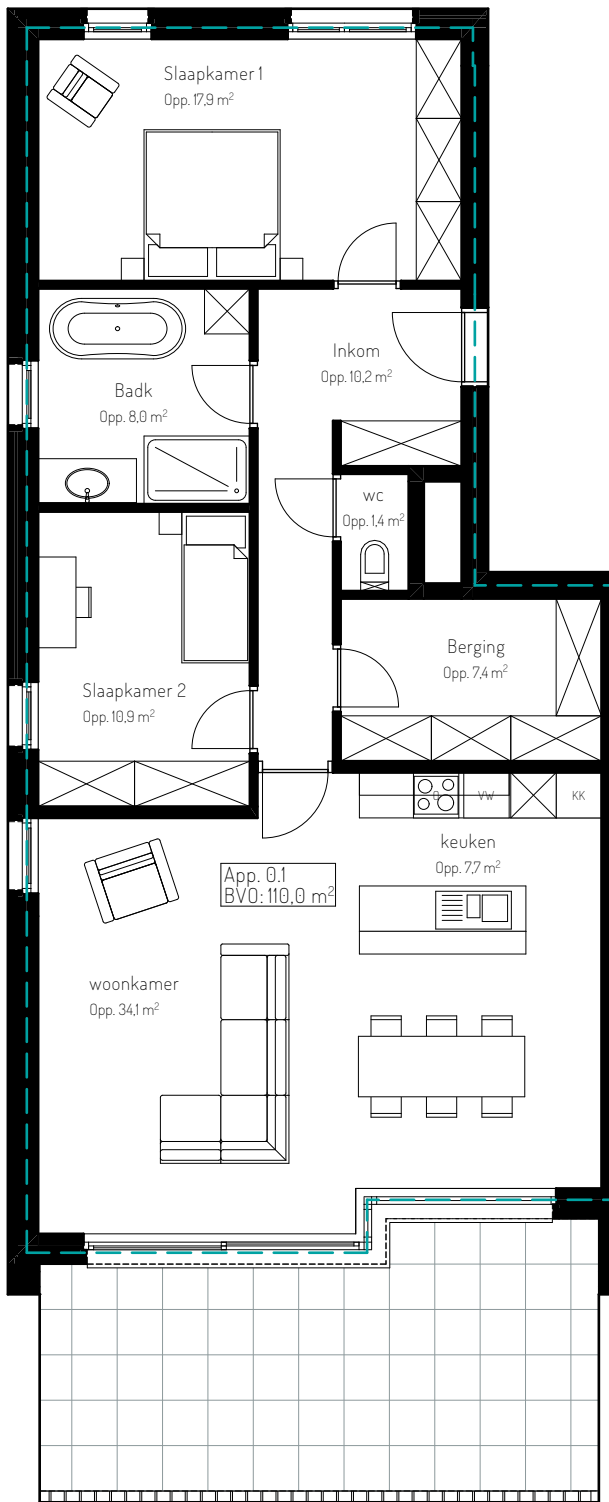 Slaapkamer 1
Opp. 17,9 m²
Inkom
Opp. 10,2 m²
Badk
Opp. 8,0 m²
wc
Opp. 1,4 m²
Berging
Opp. 7,4 m²
Slaapkamer 2
Opp. 10,9 m²
VW
KK
keuken
Opp. 7,7 m²
App. 0.1
BVO: 110,0 m²
woonkamer
Opp. 34,1 m²